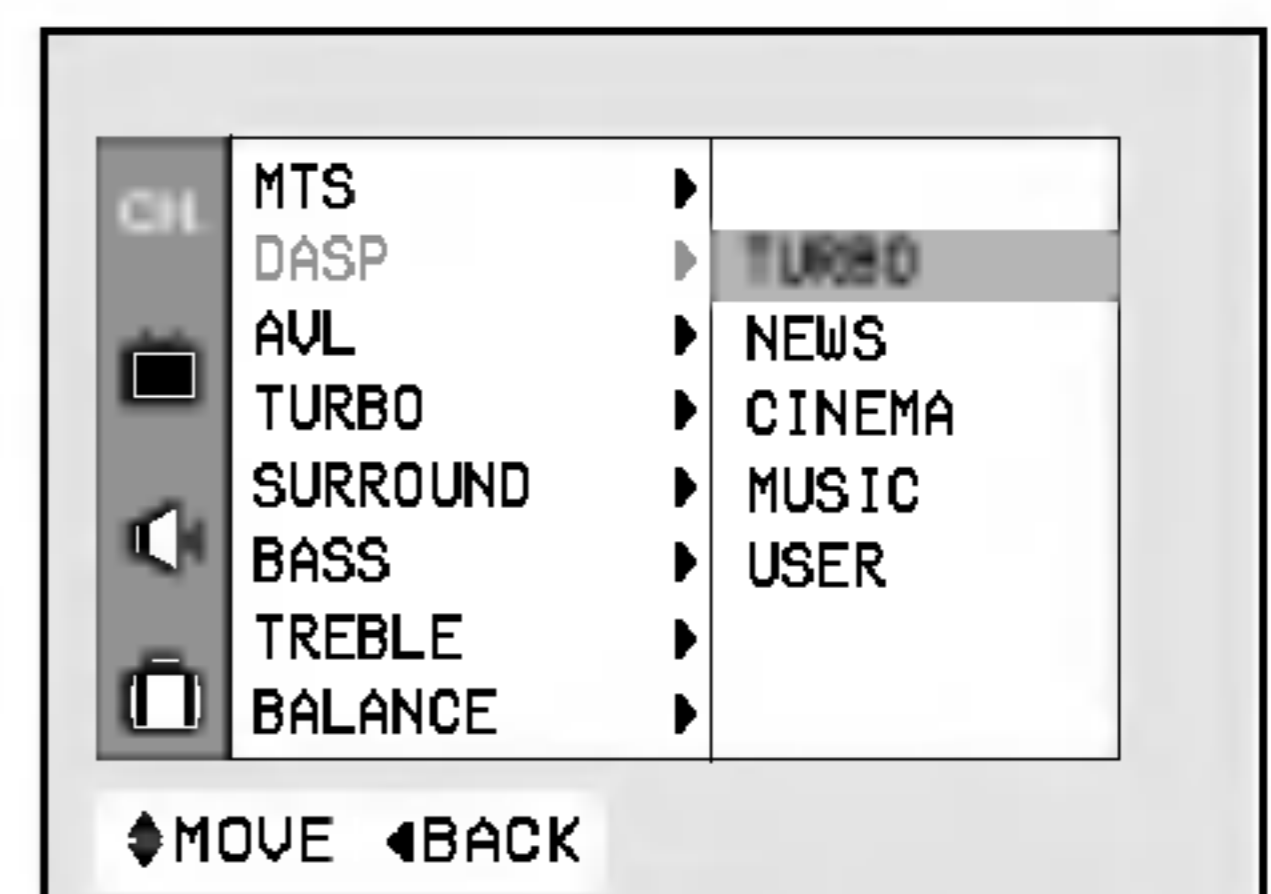 CH.
MTS
DASP
AVL
TURBO
SURROUND
BASS
TREBLE
BALANCE
TURBO
NEWS
CINEMA
MUSIC
USER
MOVE BACK